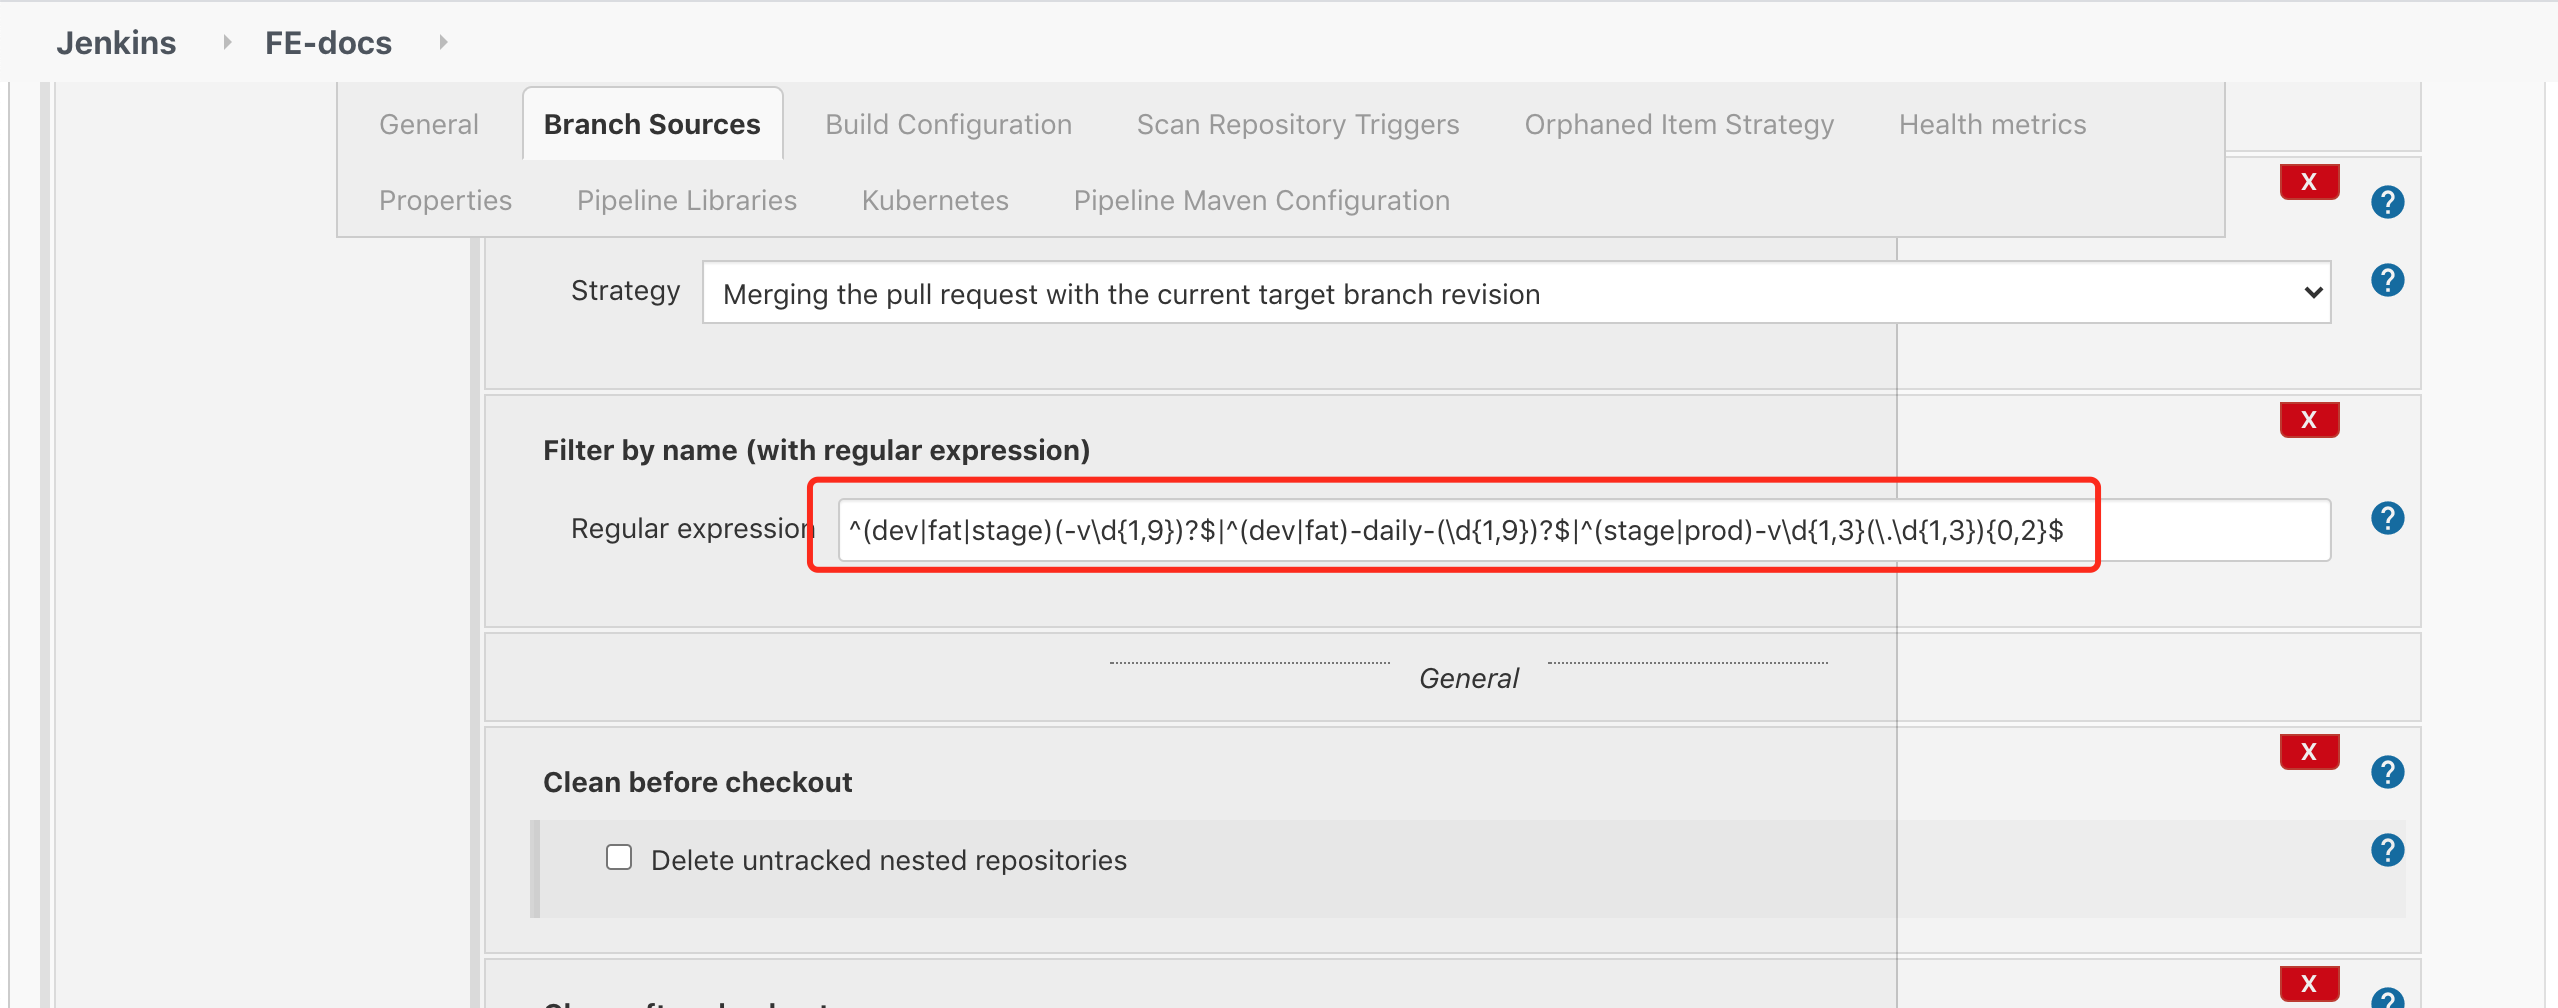 Jenkins FE-docs
General Branch Sources Build Configuration Scan Repository Triggers Orphaned Item Strategy Health metrics
Properties Pipeline Libraries Kubernetes Pipeline Maven Configuration
X
?
Strategy Merging the pull request with the current target branch revision ?
X
Filter by name (with regular expression)
Regular expression ^(dev|fat|stage)(-v\d{1,9})?$|^(dev|fat)-daily-(\d{1,9})?$|^(stage|prod)-v\d{1,3}(\.\d{1,3}){0,2}$ ?
General
X
Clean before checkout ?
Delete untracked nested repositories ?
X
?